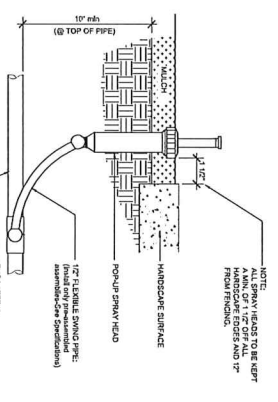 10" min
(@ TOP OF PIPE)
MULCH
1 1/2"
NOTE:
ALL SPRAY HEADS TO BE KEPT
A MIN. OF 1 1/2" OFF ALL
HARDSCAPE EDGES AND 12"
FROM FENCING.
HARDSCAPE SURFACE
POP-UP SPRAY HEAD
1/2" FLEXIBLE SWING PIPE:
(Install only pre-assembled
assemblies-See Specifications)